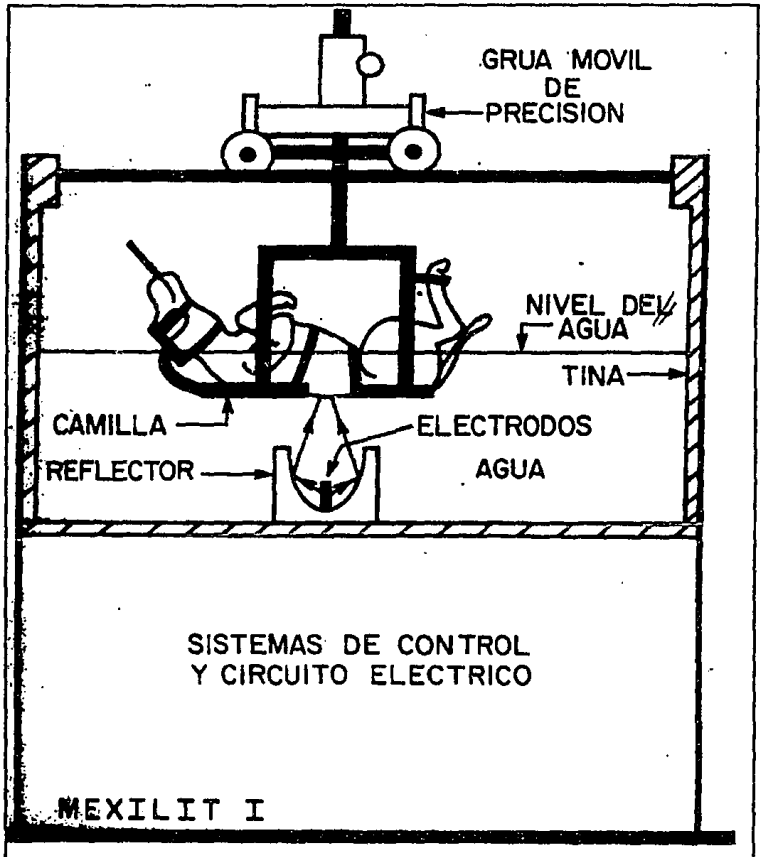 GRUA MOVIL
DE
PRECISION
NIVEL DEL
AGUA
TINA
CAMILLA
ELECTRODOS
REFLECTOR
AGUA
SISTEMAS DE CONTROL
Y CIRCUITO ELECTRICO
MEXILIT I